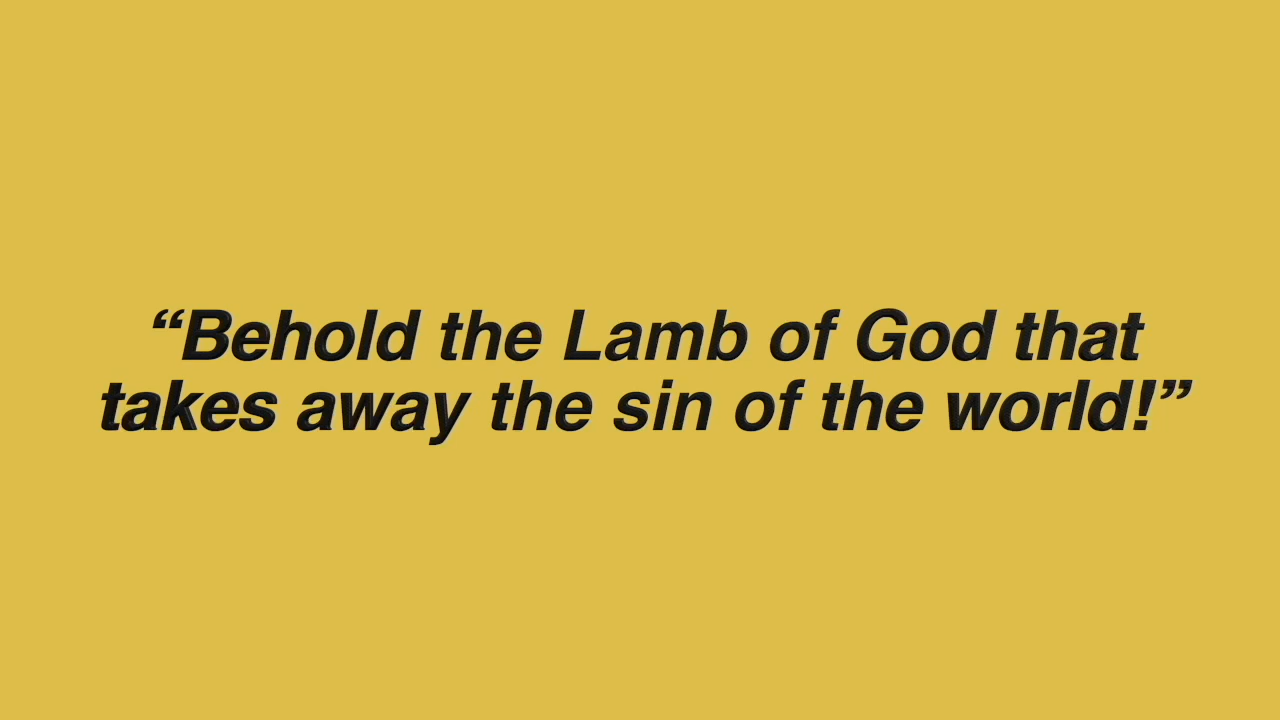 “Behold the Lamb of God that
takes away the sin of the world!”